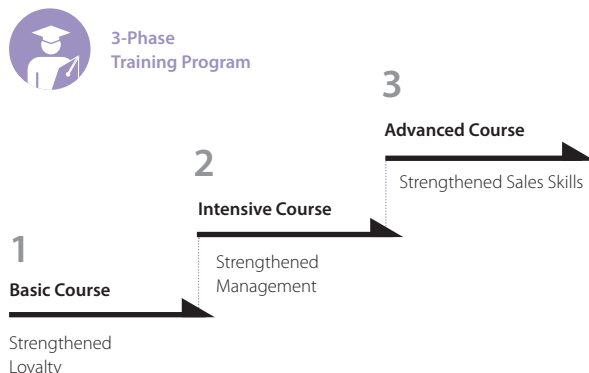 3-Phase
Training Program
3
Advanced Course
Strengthened Sales Skills
2
Intensive Course
Strengthened
Management
1
Basic Course
Strengthened
Loyalty